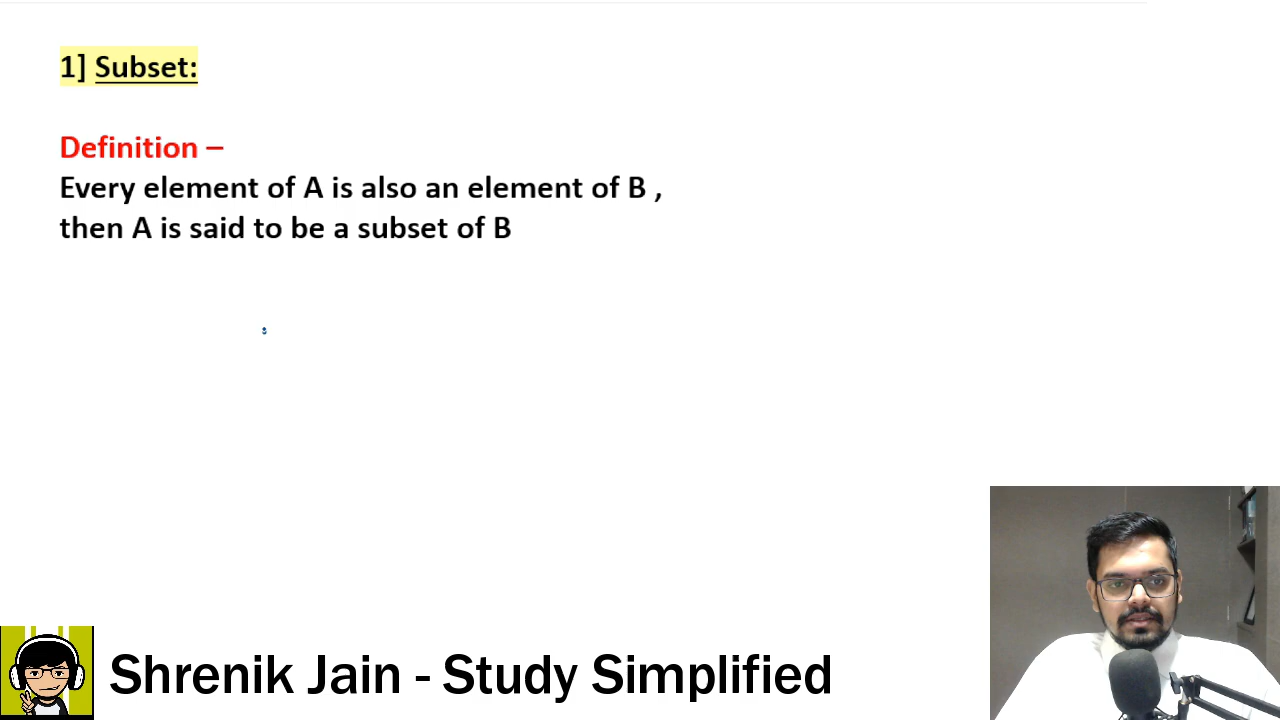 1] Subset:
Definition –
Every element of A is also an element of B ,
then A is said to be a subset of B
Shrenik Jain - Study Simplified